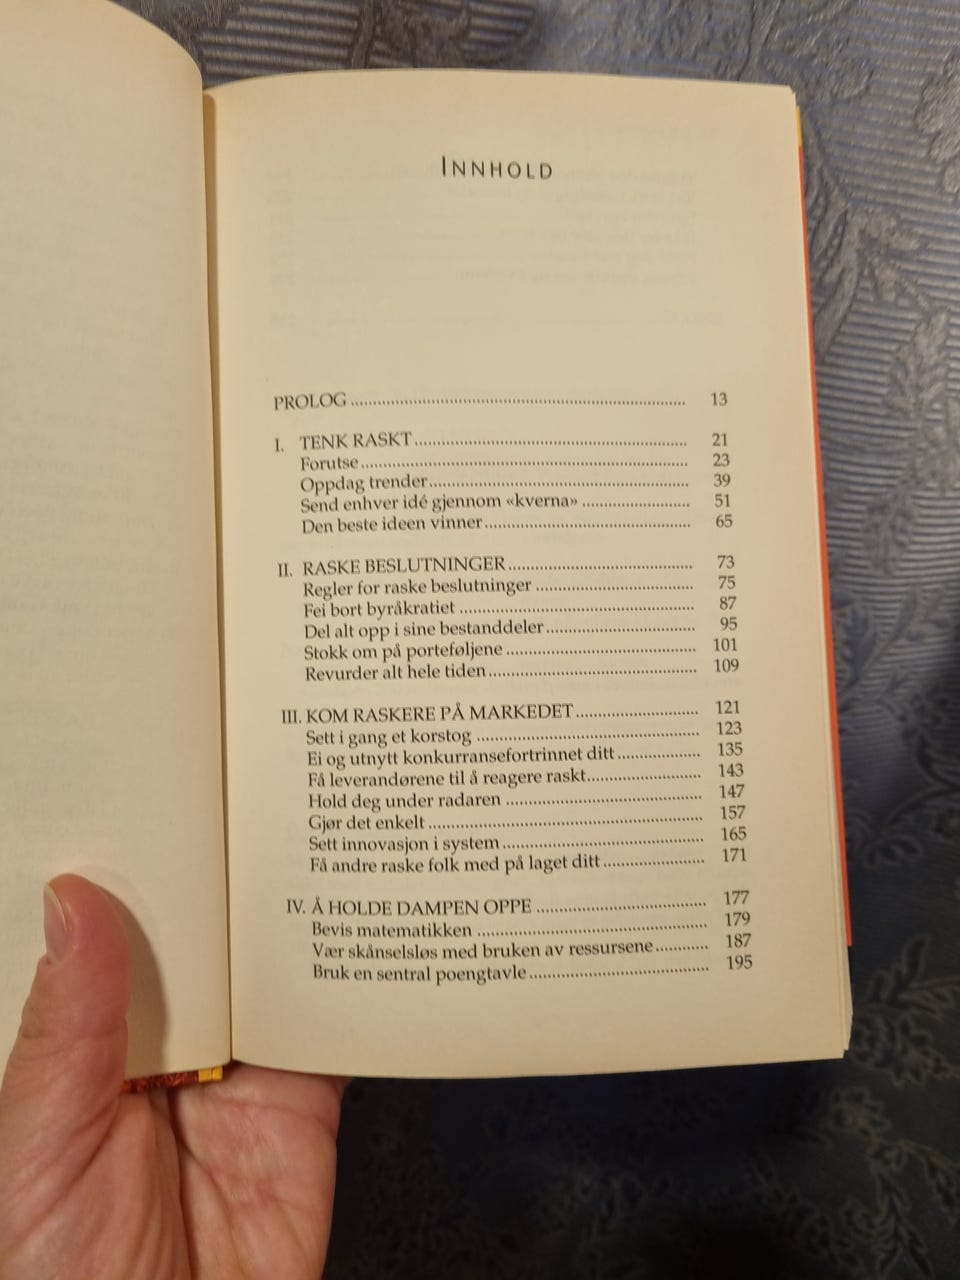 INNHOLD
PROLOG ........ 13
I. TENK RASKT ........ 21
Forutse ........ 23
Oppdag trender ........ 39
Send enhver idé gjennom «kverna» ........ 51
Den beste ideen vinner ........ 65
II. RASKE BESLUTNINGER ........ 73
Regler for raske beslutninger ........ 75
Fei bort byråkratiet ........ 87
Del alt opp i sine bestanddeler ........ 95
Stokk om på porteføljene ........ 101
Revurder alt hele tiden ........ 109
III. KOM RASKERE PÅ MARKEDET ........ 121
Sett i gang et korstog ........ 123
Ei og utnytt konkurransefortrinnet ditt ........ 135
Få leverandørene til å reagere raskt ........ 143
Hold deg under radaren ........ 147
Gjør det enkelt ........ 157
Sett innovasjon i system ........ 165
Få andre raske folk med på laget ditt ........ 171
IV. Å HOLDE DAMPEN OPPE ........ 177
Bevis matematikken ........ 179
Vær skånselsløs med bruken av ressursene ........ 187
Bruk en sentral poengtavle ........ 195